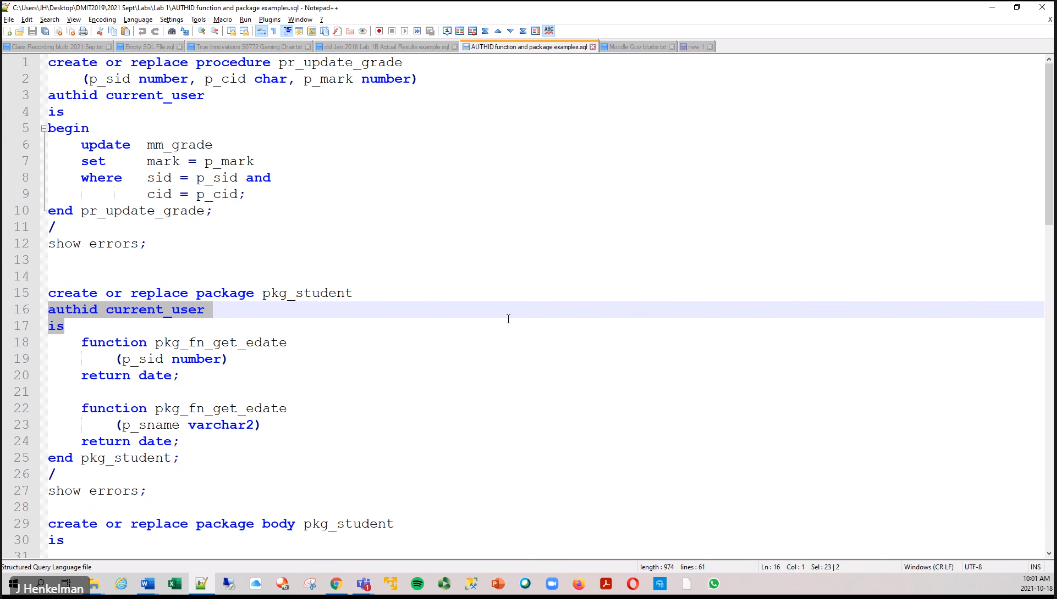 C:\Users\JH\Desktop\DMIT2019\2021 Sept\Labs\Lab 1\AUTHID function and package examples.sql - Notepad++
File Edit Search View Encoding Language Settings Tools Macro Run Plugins Window ?
Class Recording blurb 2021 Sep.txt Empty SQL File.sql True Innovations 50772 Gaming Chair.txt old Jan 2018 Lab 1B Actual Results example.sql AUTHID function and package examples.sql Moodle Quiz blurbs.txt new 1
1 create or replace procedure pr_update_grade
2 (p_sid number, p_cid char, p_mark number)
3 authid current_user
4 is
5 begin
6 update mm_grade
7 set mark = p_mark
8 where sid = p_sid and
9 cid = p_cid;
10 end pr_update_grade;
11 /
12 show errors;
13
14
15 create or replace package pkg_student
16 authid current_user
17 is
18 function pkg_fn_get_edate
19 (p_sid number)
20 return date;
21
22 function pkg_fn_get_edate
23 (p_sname varchar2)
24 return date;
25 end pkg_student;
26 /
27 show errors;
28
29 create or replace package body pkg_student
30 is
31
Structured Query Language file length : 974 lines : 61 Ln : 16 Col : 1 Sel : 23 | 2 Windows (CR LF) UTF-8 INS
J Henkelman
10:01 AM
2021-10-18